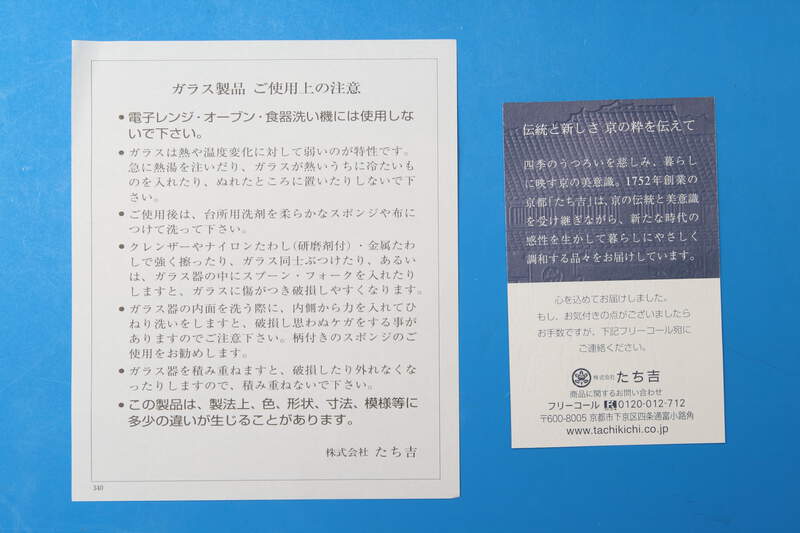 ガラス製品 ご使用上の注意
●電子レンジ・オーブン・食器洗い機には使用しな
いで下さい。
●ガラスは熱や温度変化に対して弱いのが特性です。
急に熱湯を注いだり、ガラスが熱いうちに冷たいも
のを入れたり、ぬれたところに置いたりしないで下
さい。
●ご使用後は、台所用洗剤を柔らかなスポンジや布に
つけて洗って下さい。
●クレンザーやナイロンたわし(研磨剤付)・金属たわ
しで強く擦ったり、ガラス同士ぶつけたり、あるい
は、ガラス器の中にスプーン・フォークを入れたり
しますと、ガラスに傷がつき破損しやすくなります。
●ガラス器の内面を洗う際に、内側から力を入れてひ
ねり洗いをしますと、破損し思わぬケガをする事が
ありますのでご注意下さい。柄付きのスポンジのご
使用をお勧めします。
●ガラス器を積み重ねますと、破損したり外れなくな
ったりしますので、積み重ねないで下さい。
●この製品は、製法上、色、形状、寸法、模様等に
多少の違いが生じることがあります。
株式会社 たち吉
340
伝統と新しさ 京の粋を伝えて
四季のうつろいを慈しみ、暮らし
に映す京の美意識。1752年創業の
京都「たち吉」は、京の伝統と美意識
を受け継ぎながら、新たな時代の
感性を生かして暮らしにやさしく
調和する品々をお届けしています。
心を込めてお届けしました。
もし、お気付きの点がございましたら
お手数ですが、下記フリーコール宛に
ご連絡ください。
株式会社 たち吉
商品に関するお問い合わせ
フリーコール 0120-012-712
〒600-8005 京都市下京区四条通富小路角
www.tachikichi.co.jp